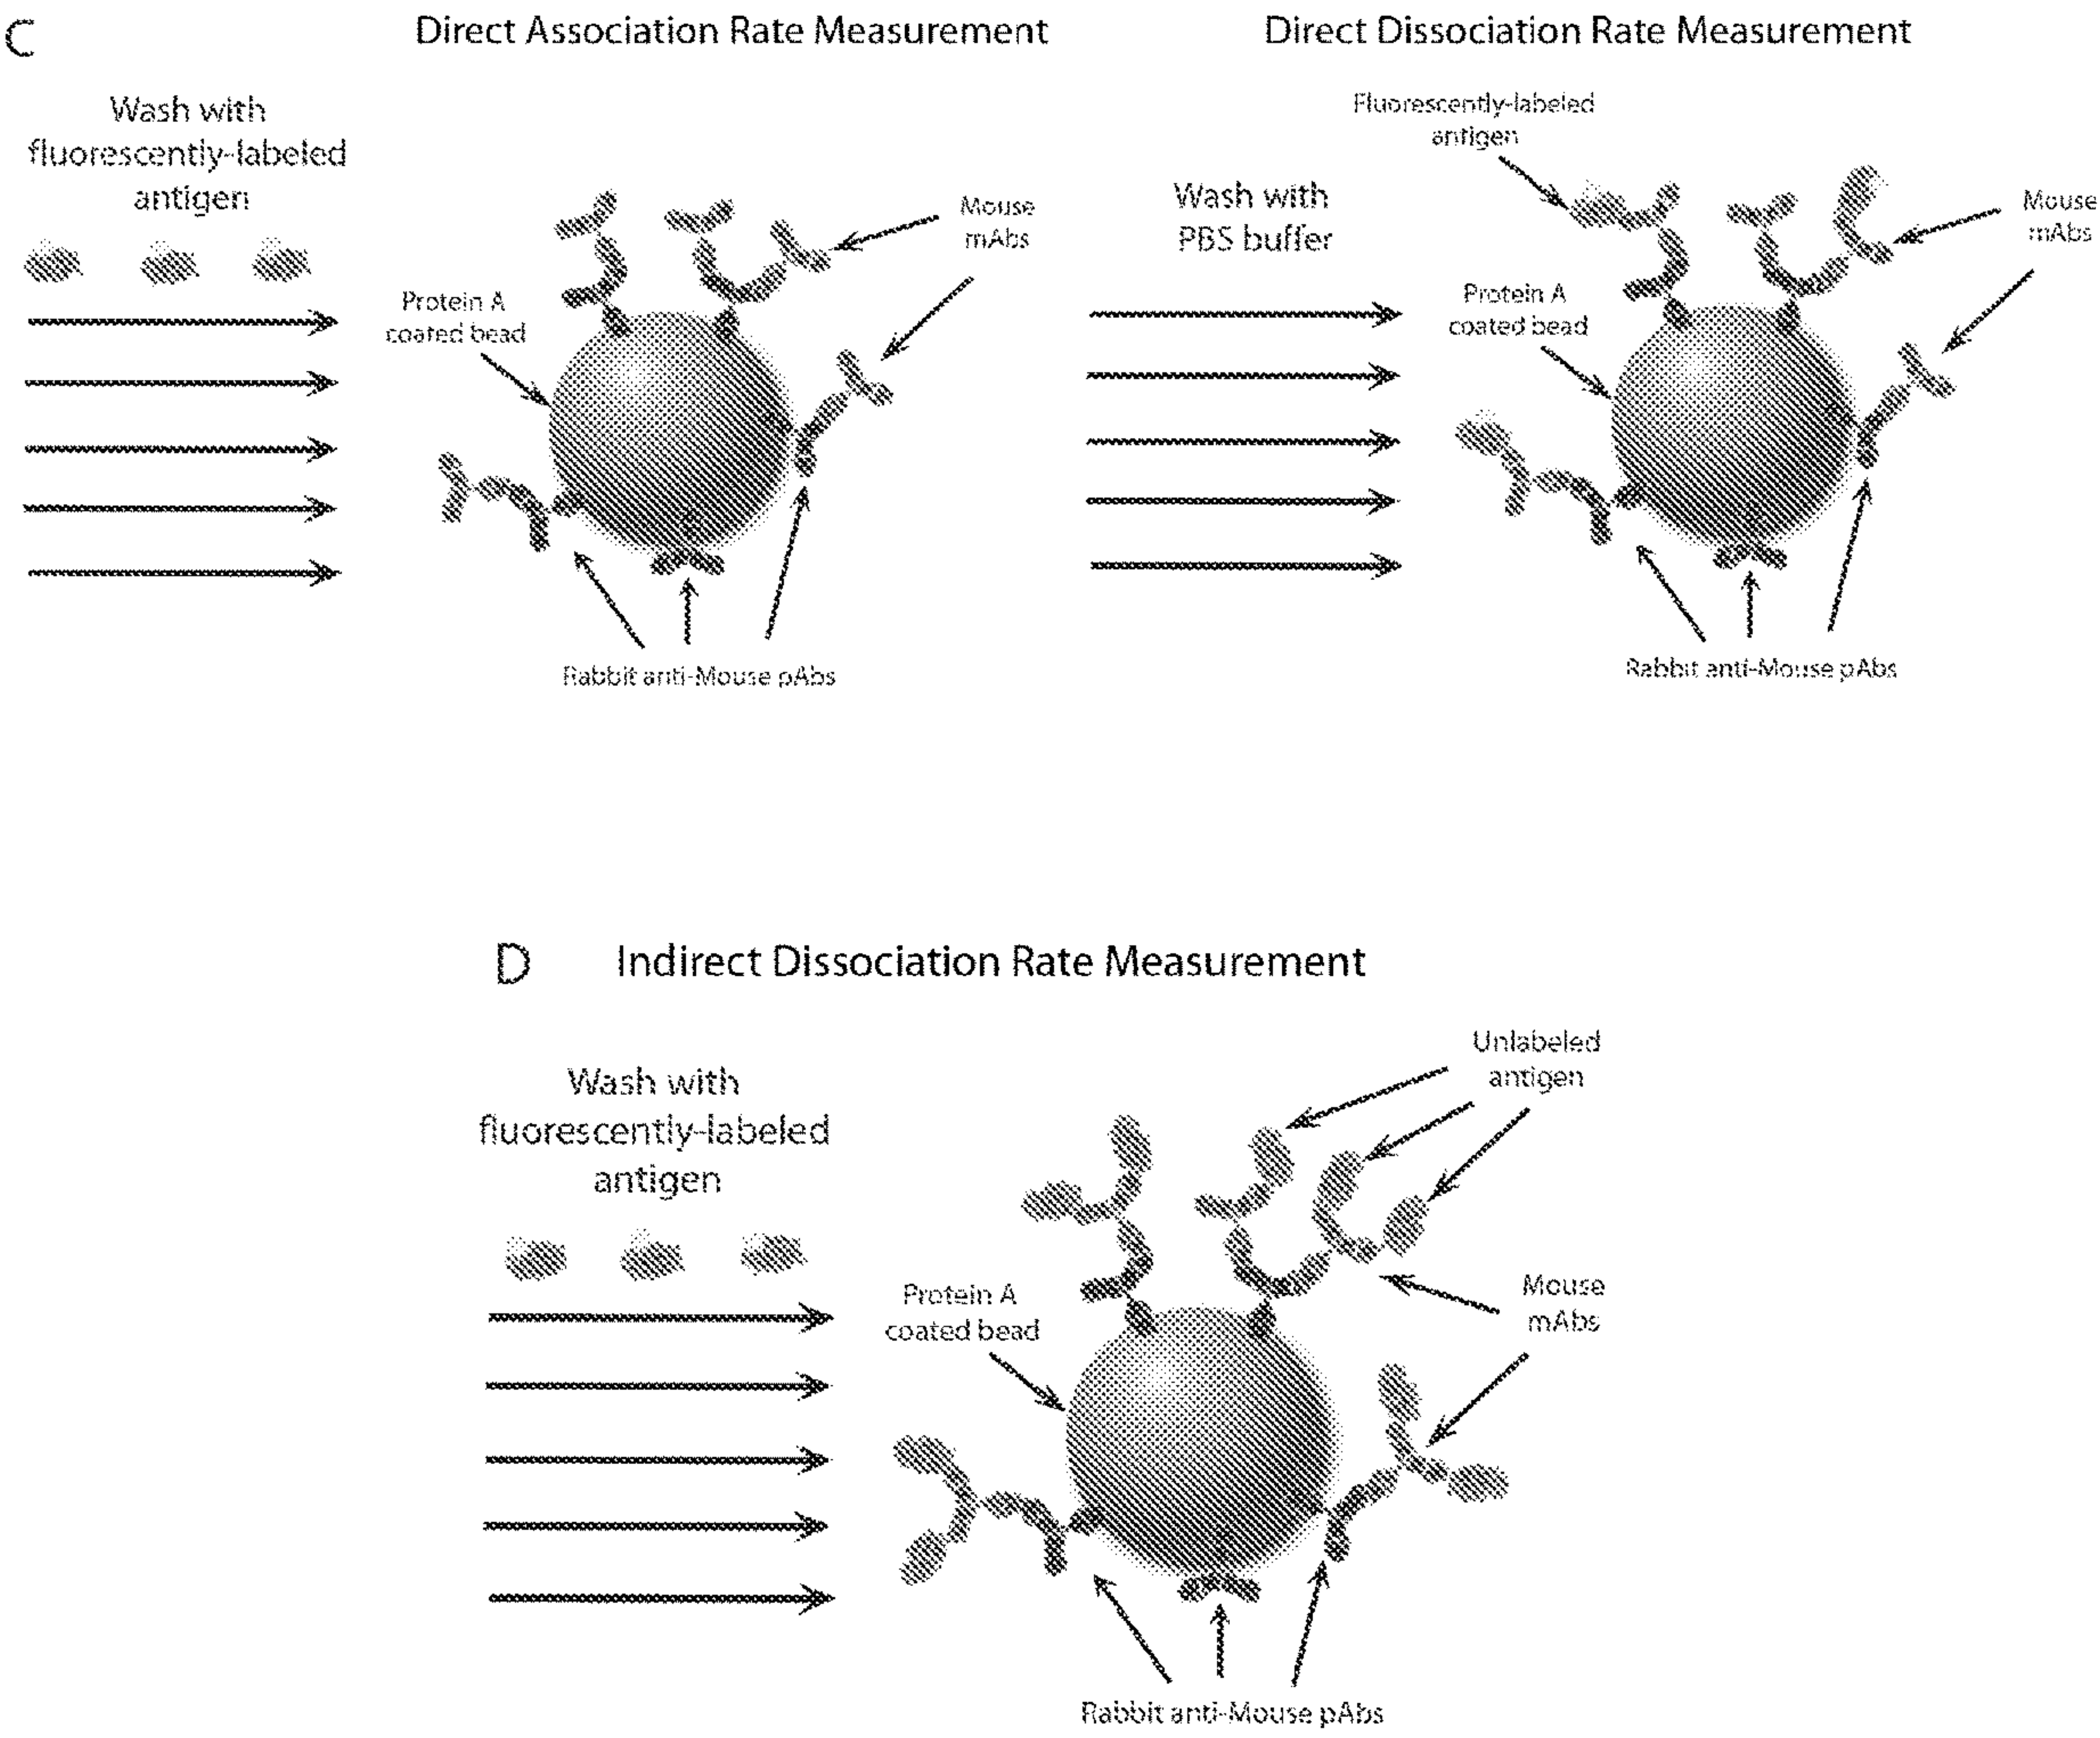 C
Direct Association Rate Measurement
Wash with
fluorescently-labeled
antigen
Protein A
coated bead
Mouse
mAbs
Rabbit anti-Mouse pAbs
Direct Dissociation Rate Measurement
Fluorescently-labeled
antigen
Wash with
PBS buffer
Protein A
coated bead
Mouse
mAbs
Rabbit anti-Mouse pAbs
D
Indirect Dissociation Rate Measurement
Wash with
fluorescently-labeled
antigen
Unlabeled
antigen
Protein A
coated bead
Mouse
mAbs
Rabbit anti-Mouse pAbs